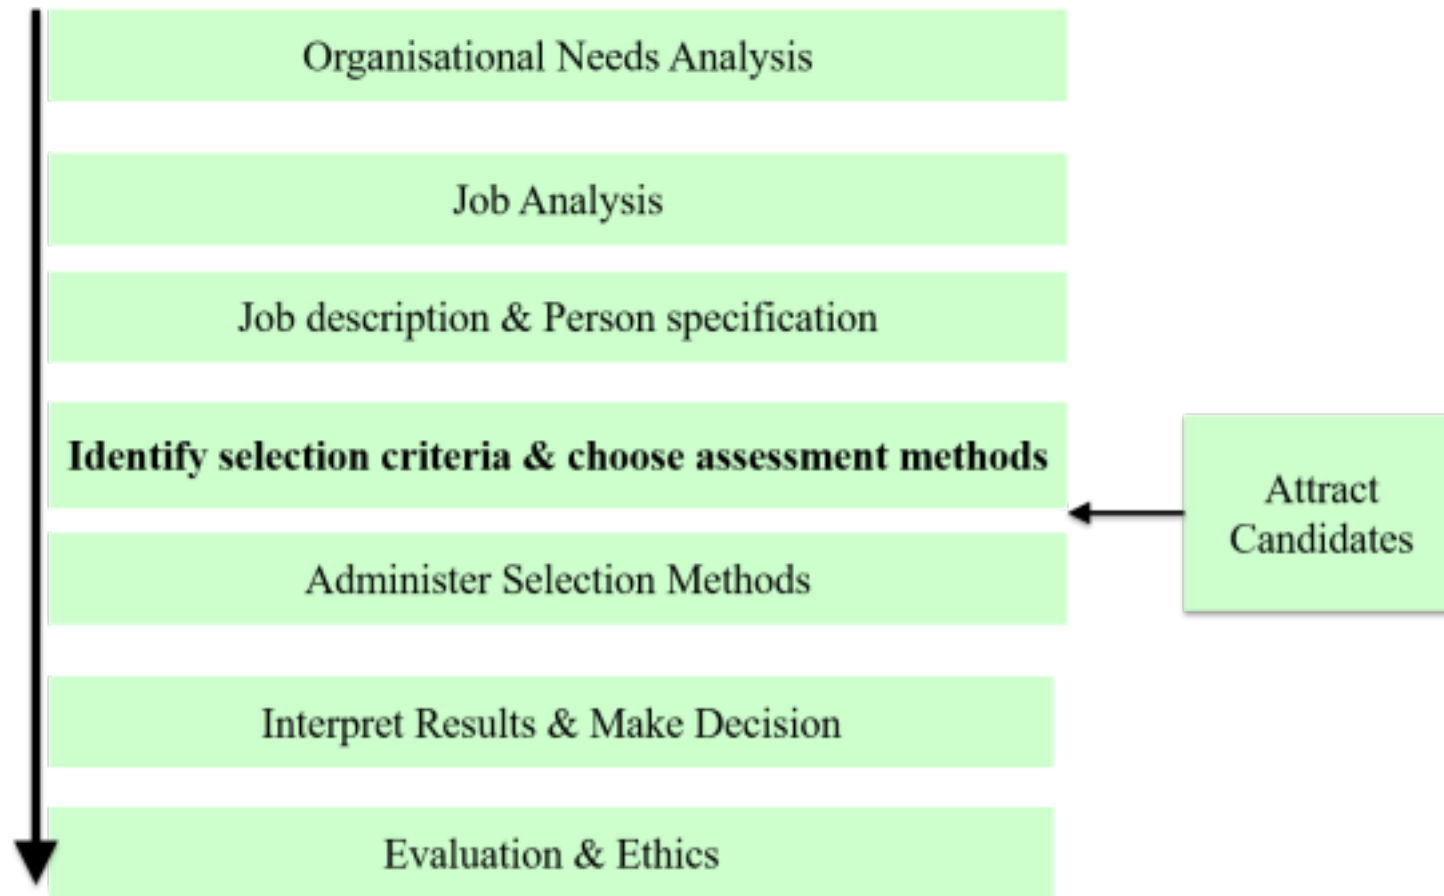 Organisational Needs Analysis
Job Analysis
Job description & Person specification
Identify selection criteria & choose assessment methods
Attract
Candidates
Administer Selection Methods
Interpret Results & Make Decision
Evaluation & Ethics